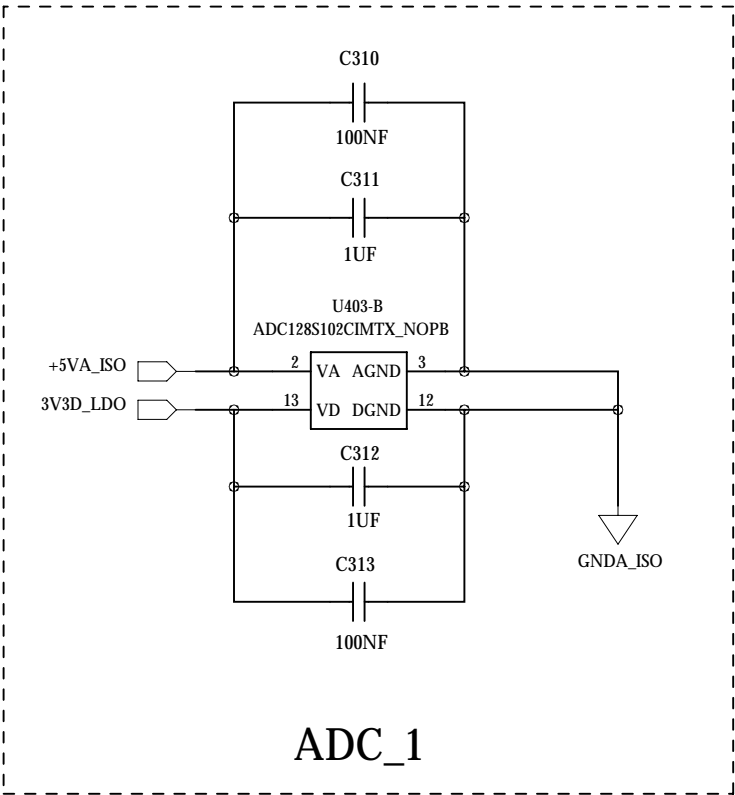 C310
100NF
C311
1UF
U403-B
ADC128S102CIMTX_NOPB
+5VA_ISO 2 VA AGND 3
3V3D_LDO 13 VD DGND 12
C312
1UF
GNDA_ISO
C313
100NF
ADC_1